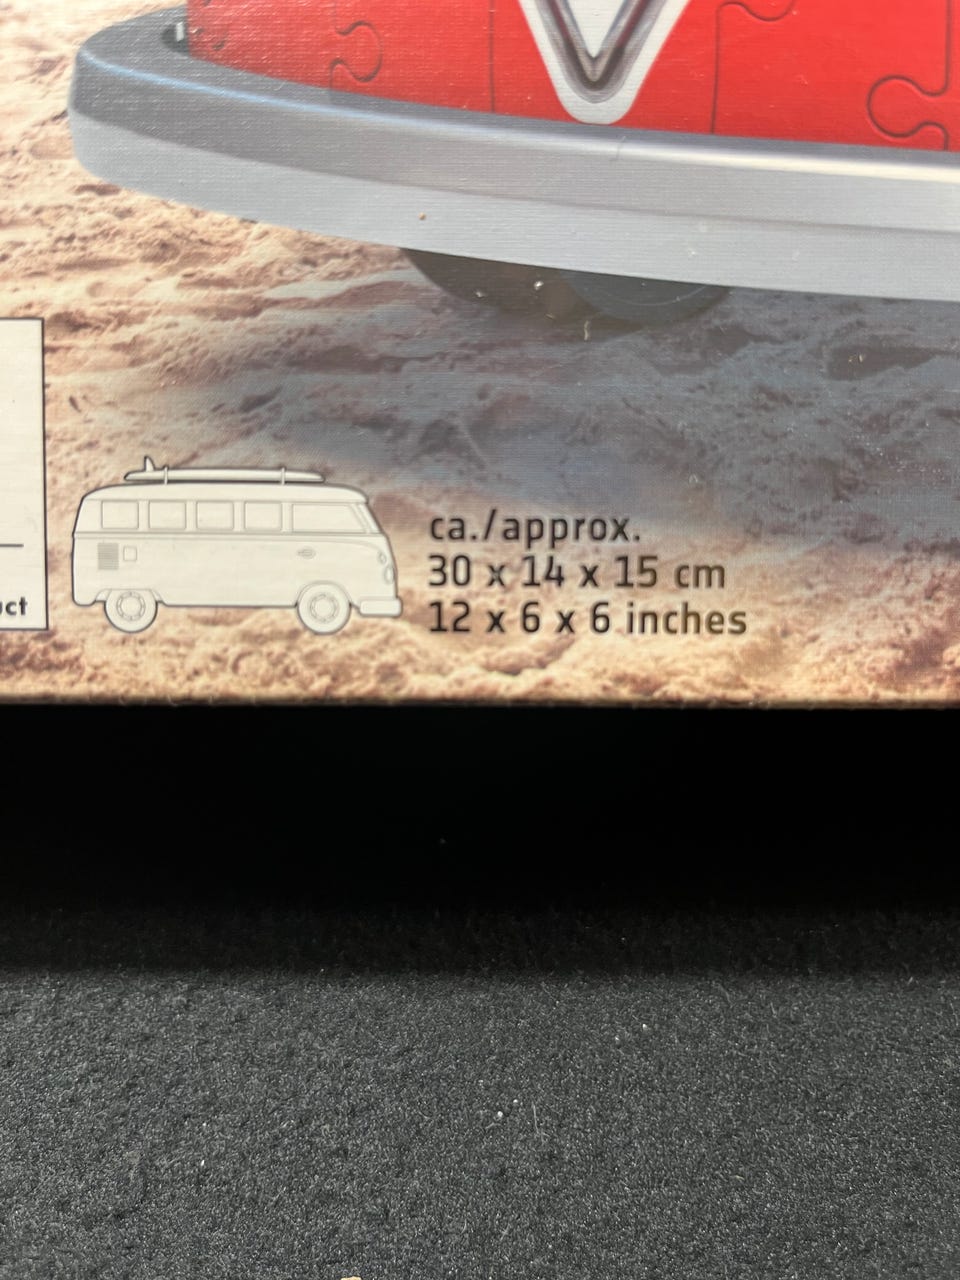 ca./approx.
30 x 14 x 15 cm
12 x 6 x 6 inches